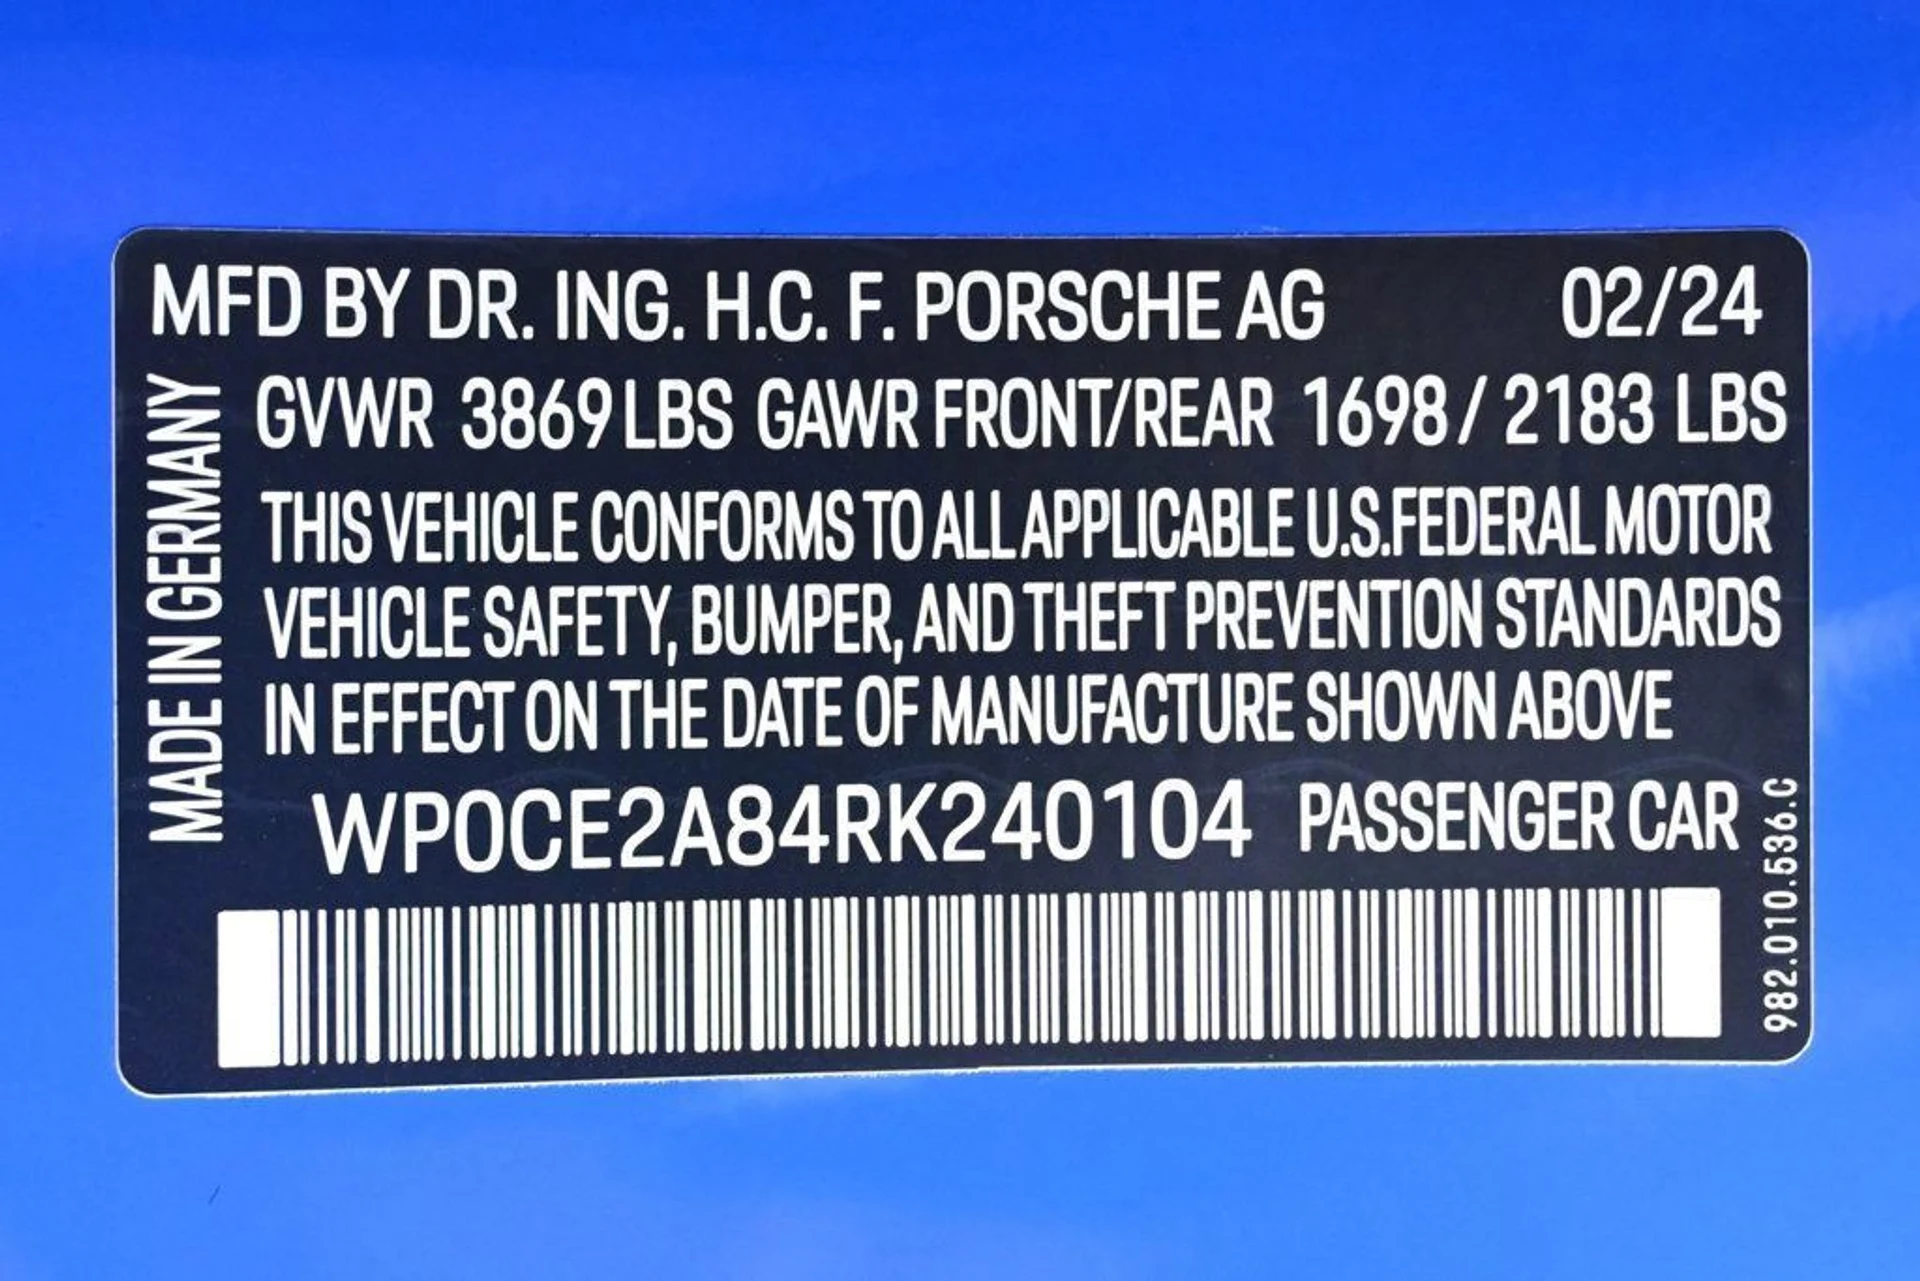 MFD BY DR. ING. H.C. F. PORSCHE AG 02/24
MADE IN GERMANY
GVWR 3869 LBS GAWR FRONT/REAR 1698 / 2183 LBS
THIS VEHICLE CONFORMS TO ALL APPLICABLE U.S.FEDERAL MOTOR
VEHICLE SAFETY, BUMPER, AND THEFT PREVENTION STANDARDS
IN EFFECT ON THE DATE OF MANUFACTURE SHOWN ABOVE
WP0CE2A84RK240104 PASSENGER CAR
982.010.536.C